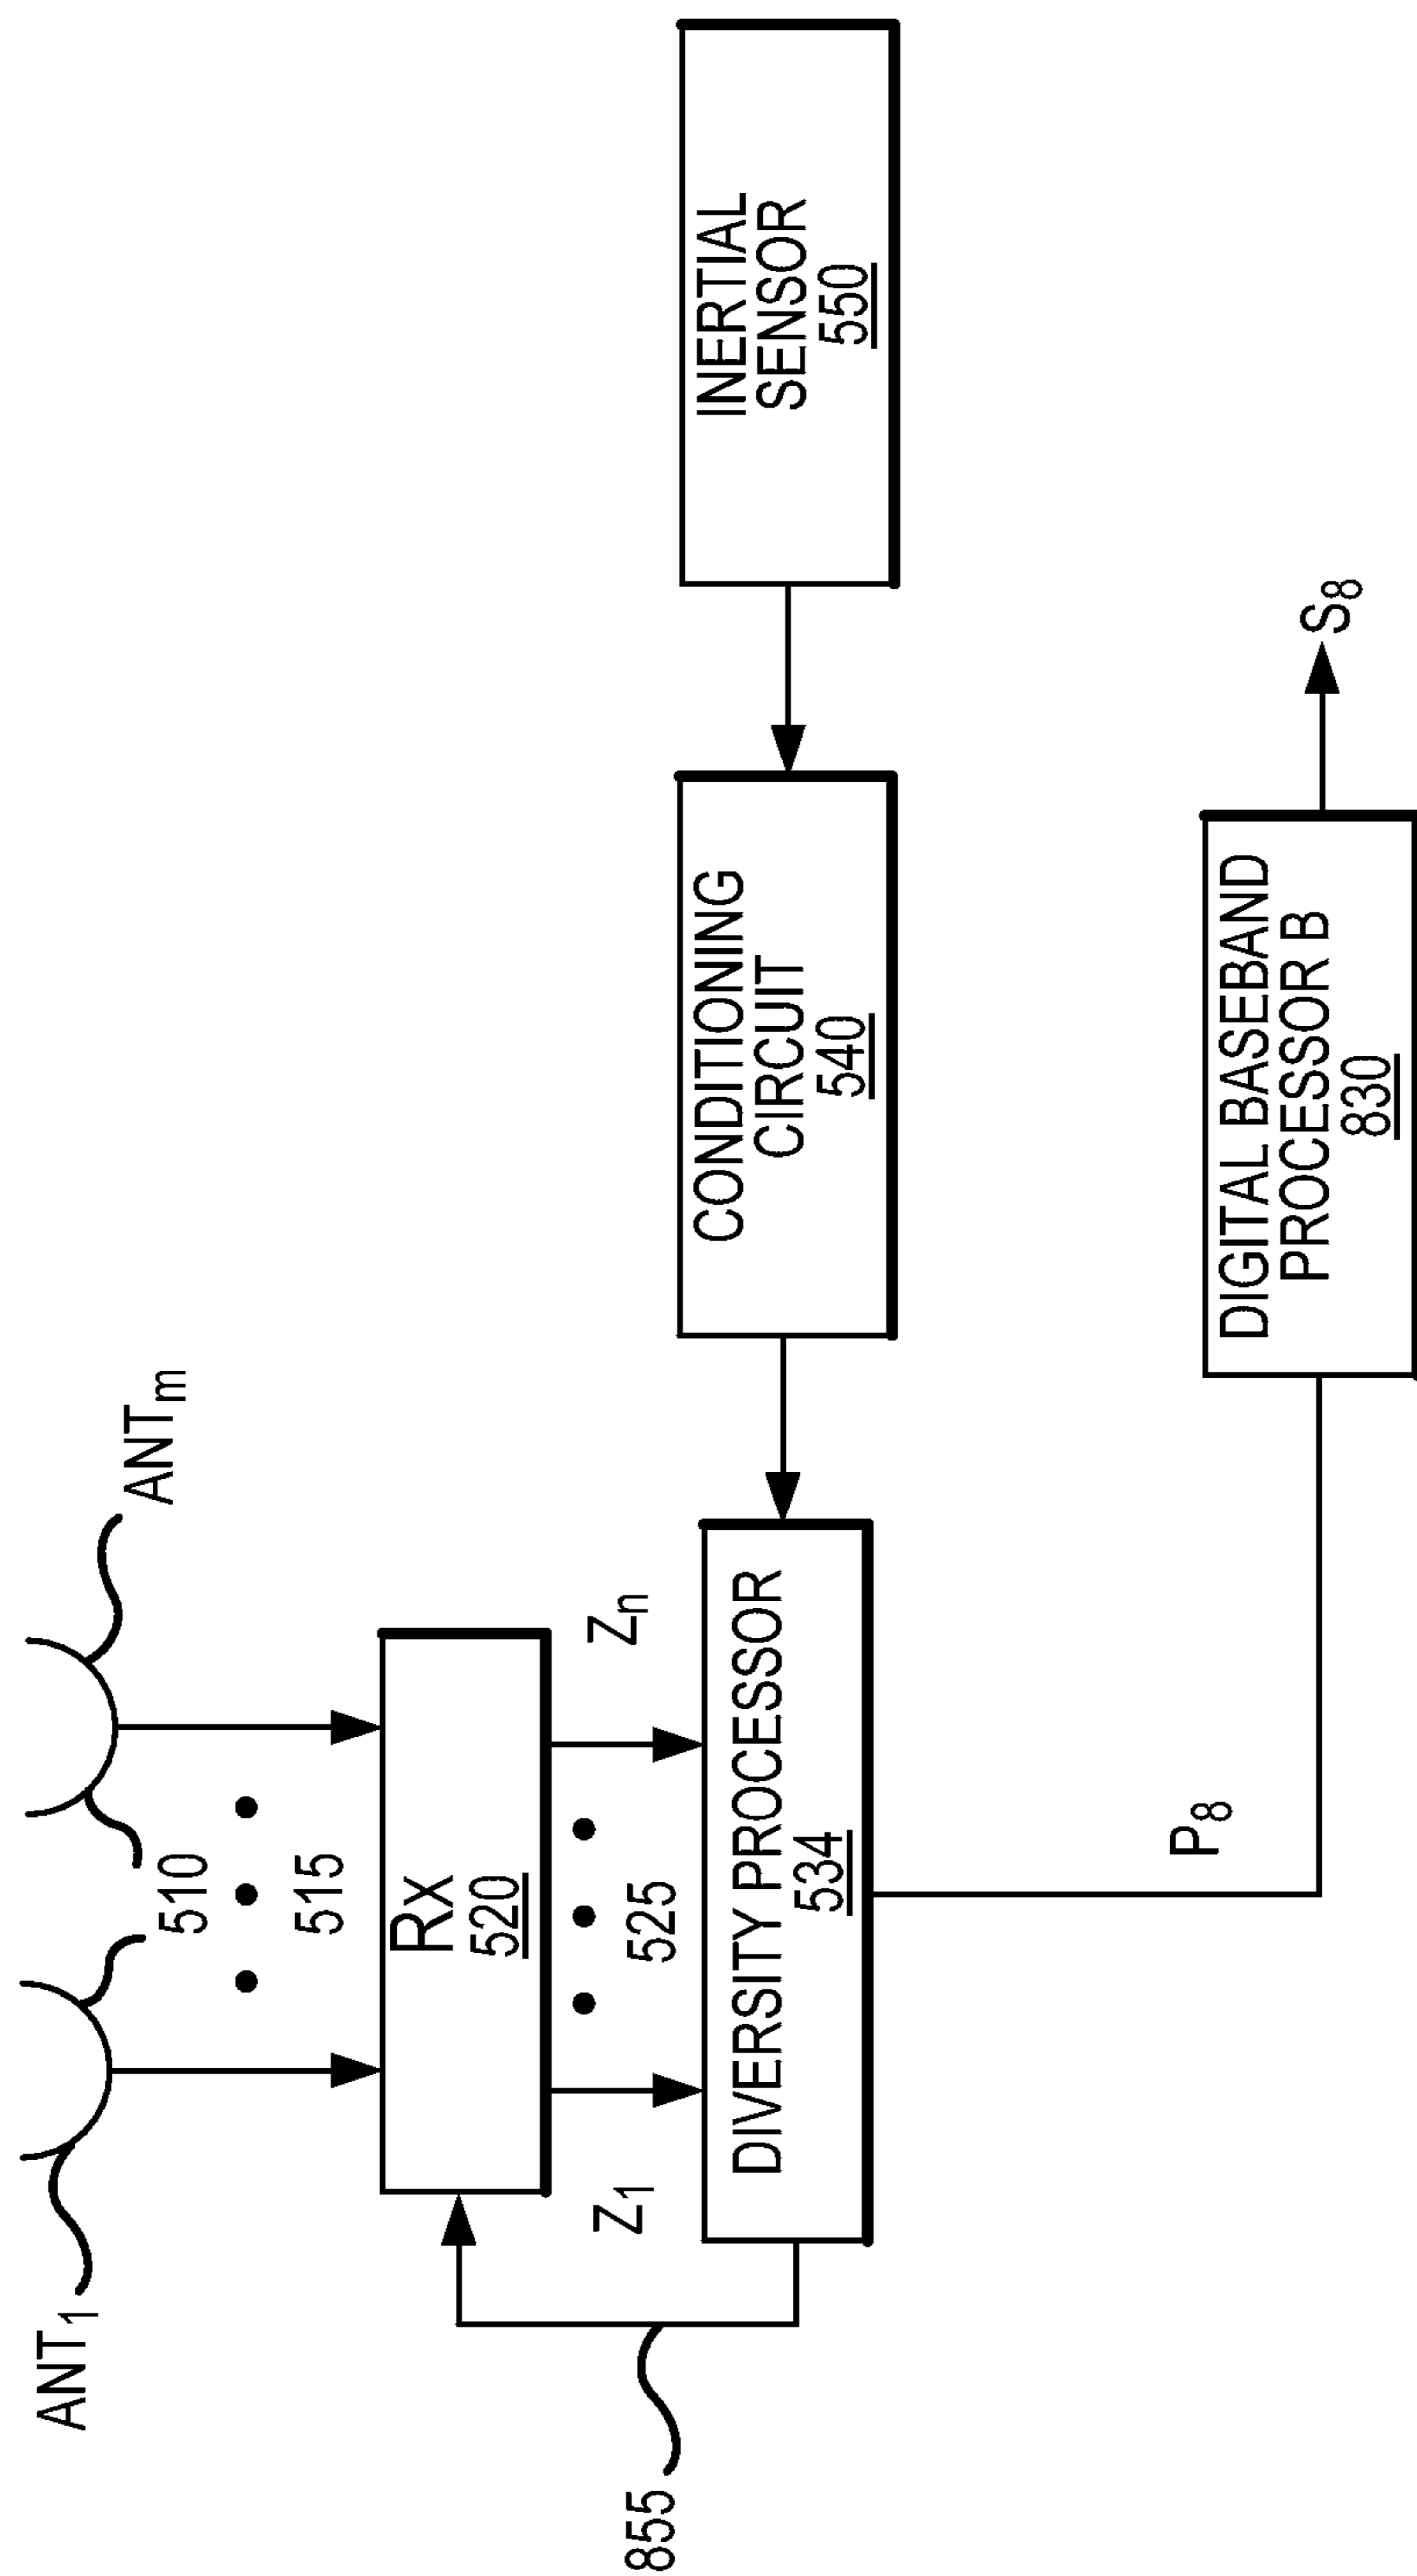 ANT1
ANTm
510
515
Rx
520
Z1
Zn
525
855
DIVERSITY PROCESSOR
534
CONDITIONING
CIRCUIT
540
INERTIAL
SENSOR
550
P8
DIGITAL BASEBAND
PROCESSOR B
830
S8